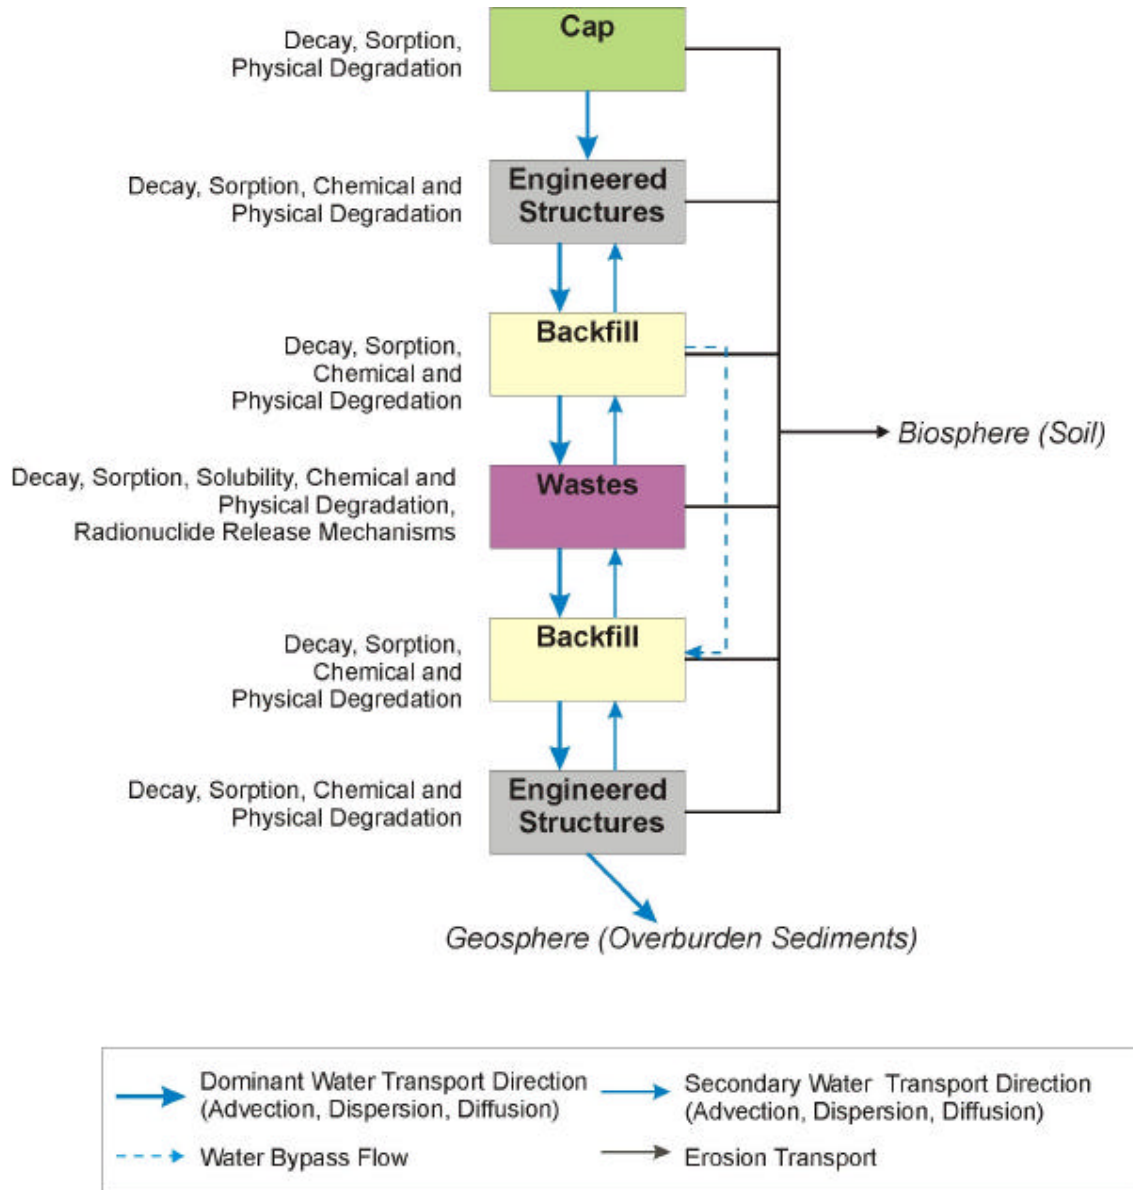 Cap
Decay, Sorption,
Physical Degradation
Engineered
Structures
Decay, Sorption, Chemical and
Physical Degradation
Backfill
Decay, Sorption,
Chemical and
Physical Degredation
Biosphere (Soil)
Wastes
Decay, Sorption, Solubility, Chemical and
Physical Degradation,
Radionuclide Release Mechanisms
Backfill
Decay, Sorption,
Chemical and
Physical Degredation
Engineered
Structures
Decay, Sorption, Chemical and
Physical Degradation
Geosphere (Overburden Sediments)
Dominant Water Transport Direction
(Advection, Dispersion, Diffusion)
Secondary Water Transport Direction
(Advection, Dispersion, Diffusion)
Water Bypass Flow
Erosion Transport